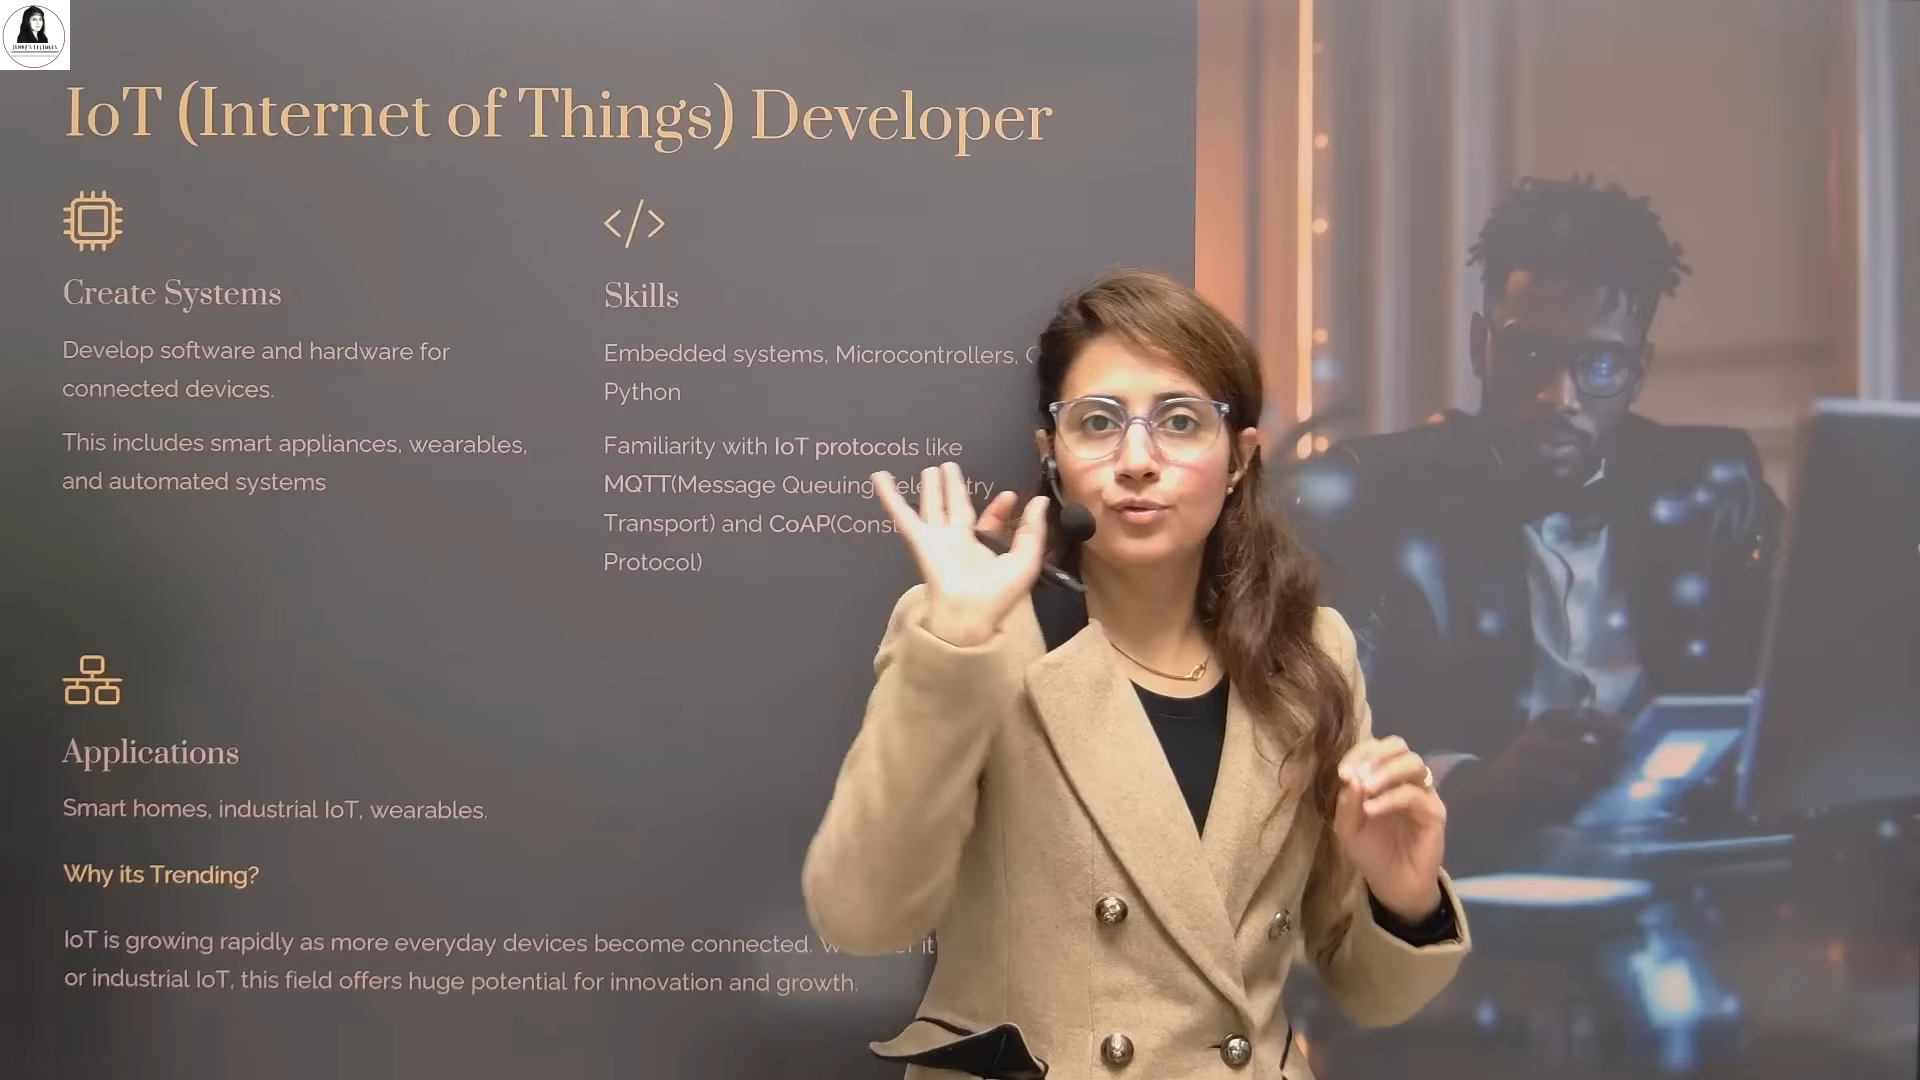 JENNY'S LECTURES
IoT (Internet of Things) Developer
Create Systems
Develop software and hardware for
connected devices.
This includes smart appliances, wearables,
and automated systems
Skills
Embedded systems, Microcontrollers,
Python
Familiarity with IoT protocols like
MQTT(Message Queuing
Transport) and CoAP(Const
Protocol)
Applications
Smart homes, industrial IoT, wearables.
Why its Trending?
IoT is growing rapidly as more everyday devices become connected. it
or industrial IoT, this field offers huge potential for innovation and growth.